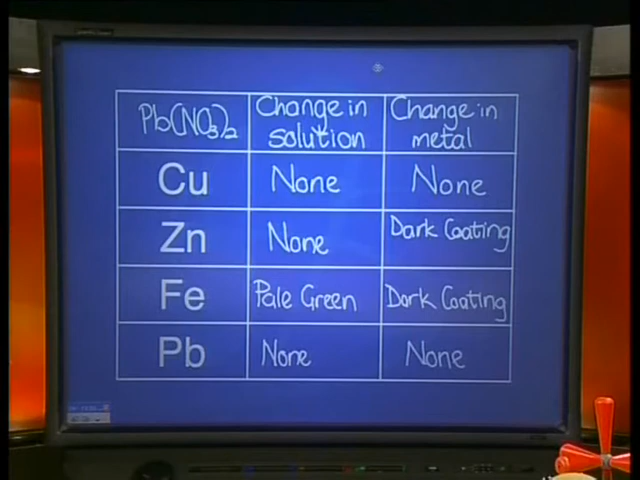 Pb(NO3)2
Change in
solution
Change in
metal
Cu
None
None
Zn
None
Dark Coating
Fe
Pale Green
Dark Coating
Pb
None
None